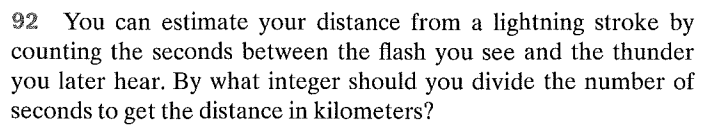 92 You can estimate your distance from a lightning stroke by
counting the seconds between the flash you see and the thunder
you later hear. By what integer should you divide the number of
seconds to get the distance in kilometers?